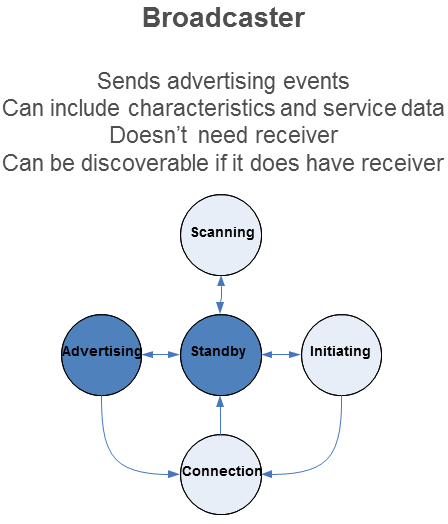 Broadcaster
Sends advertising events
Can include characteristics and service data
Doesn’t need receiver
Can be discoverable if it does have receiver
Scanning
Advertising
Standby
Initiating
Connection